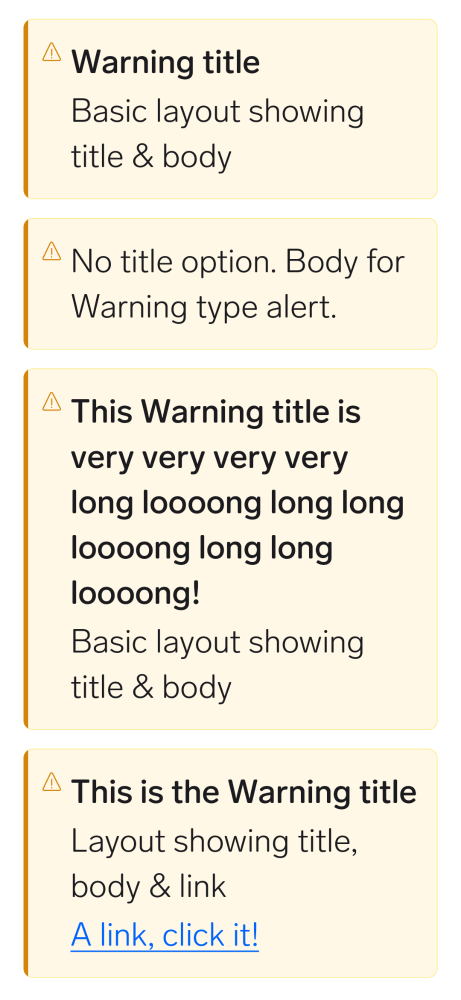 Warning title
Basic layout showing
title & body
No title option. Body for
Warning type alert.
This Warning title is
very very very very
long loooong long long
loooong long long
loooong!
Basic layout showing
title & body
This is the Warning title
Layout showing title,
body & link
A link, click it!